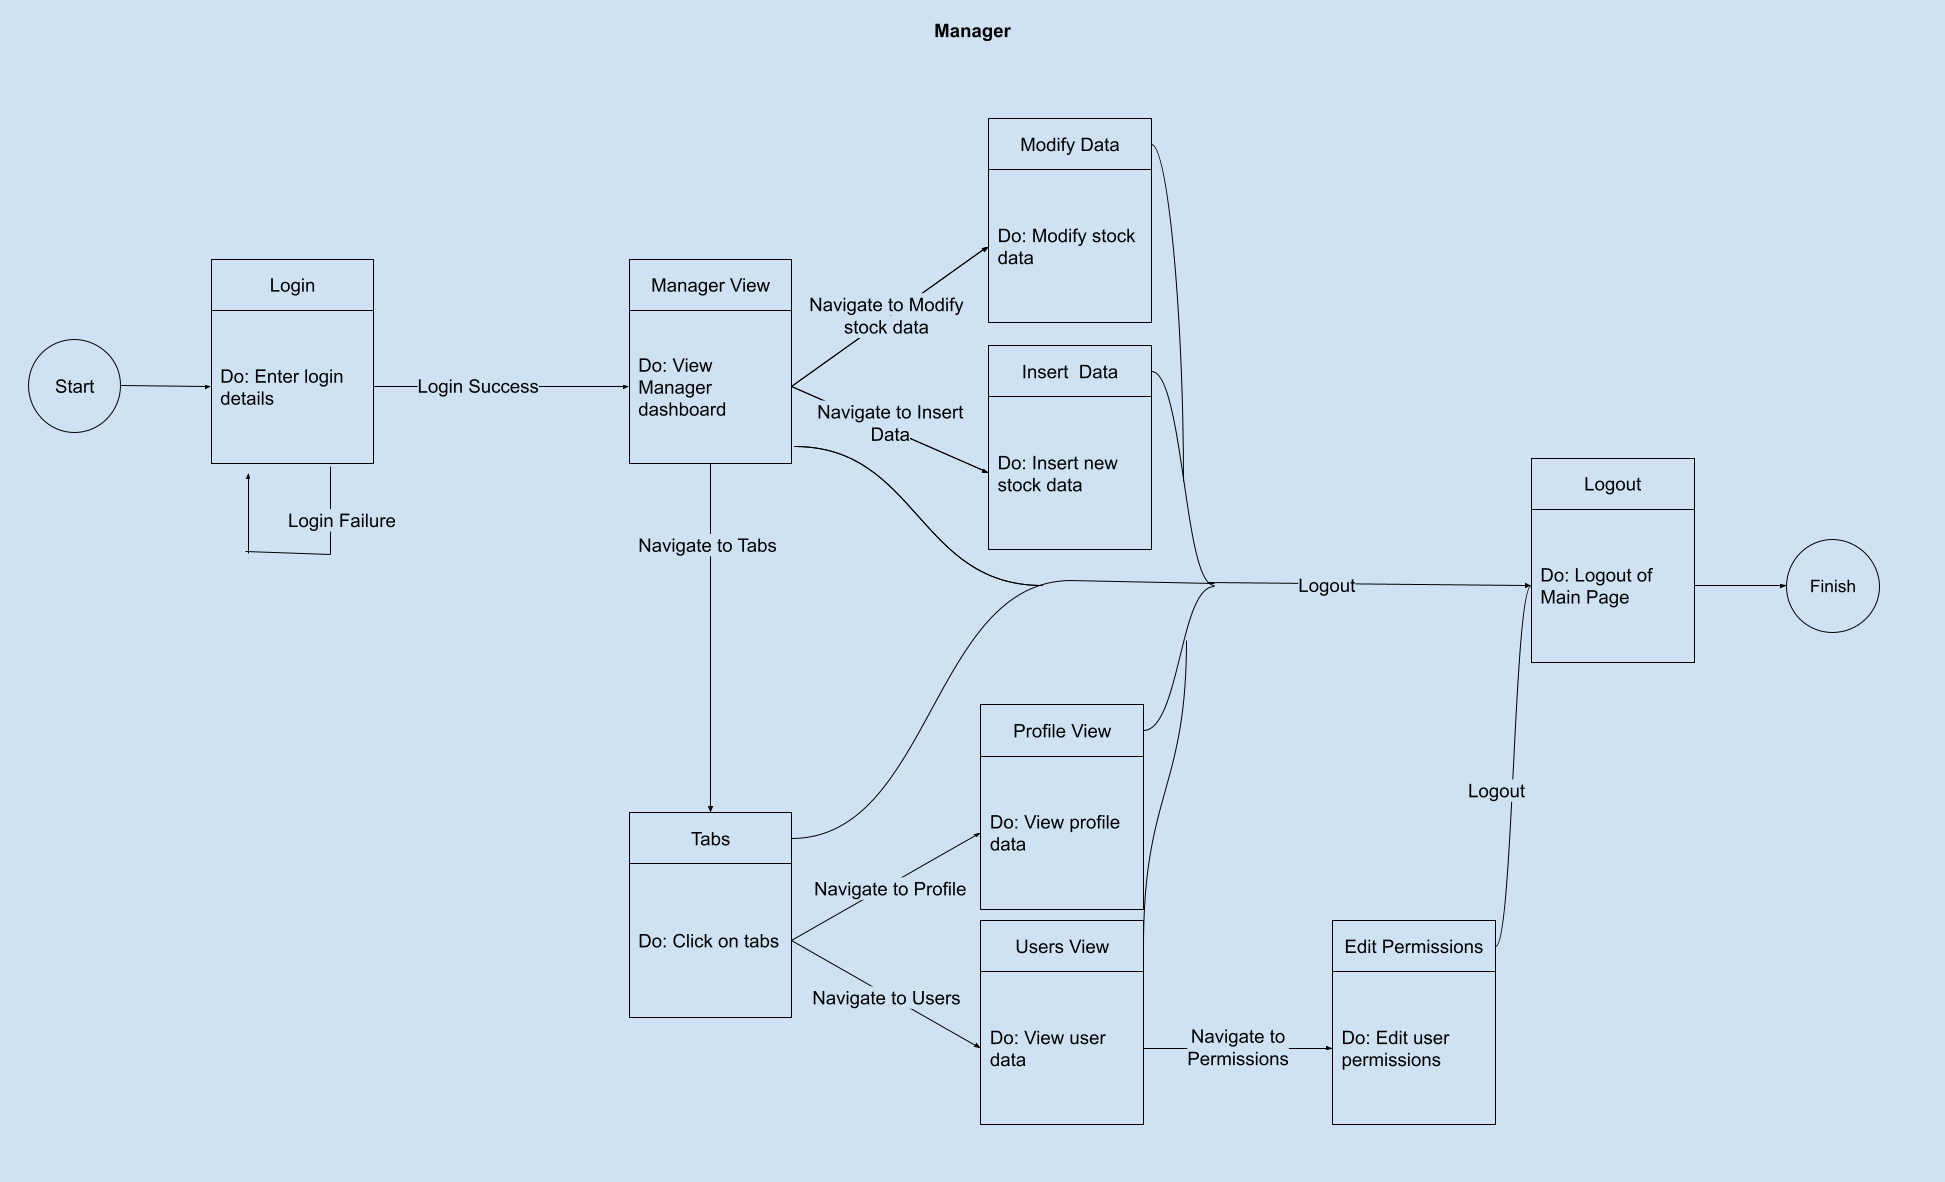 Manager
Modify Data
Do: Modify stock
data
Login
Do: Enter login
details
Manager View
Do: View
Manager
dashboard
Navigate to Modify
stock data
Start
Login Success
Insert  Data
Do: Insert new
stock data
Navigate to Insert
Data
Login Failure
Navigate to Tabs
Logout
Logout
Do: Logout of
Main Page
Finish
Profile View
Do: View profile
data
Logout
Tabs
Do: Click on tabs
Navigate to Profile
Navigate to Users
Users View
Do: View user
data
Navigate to
Permissions
Edit Permissions
Do: Edit user
permissions